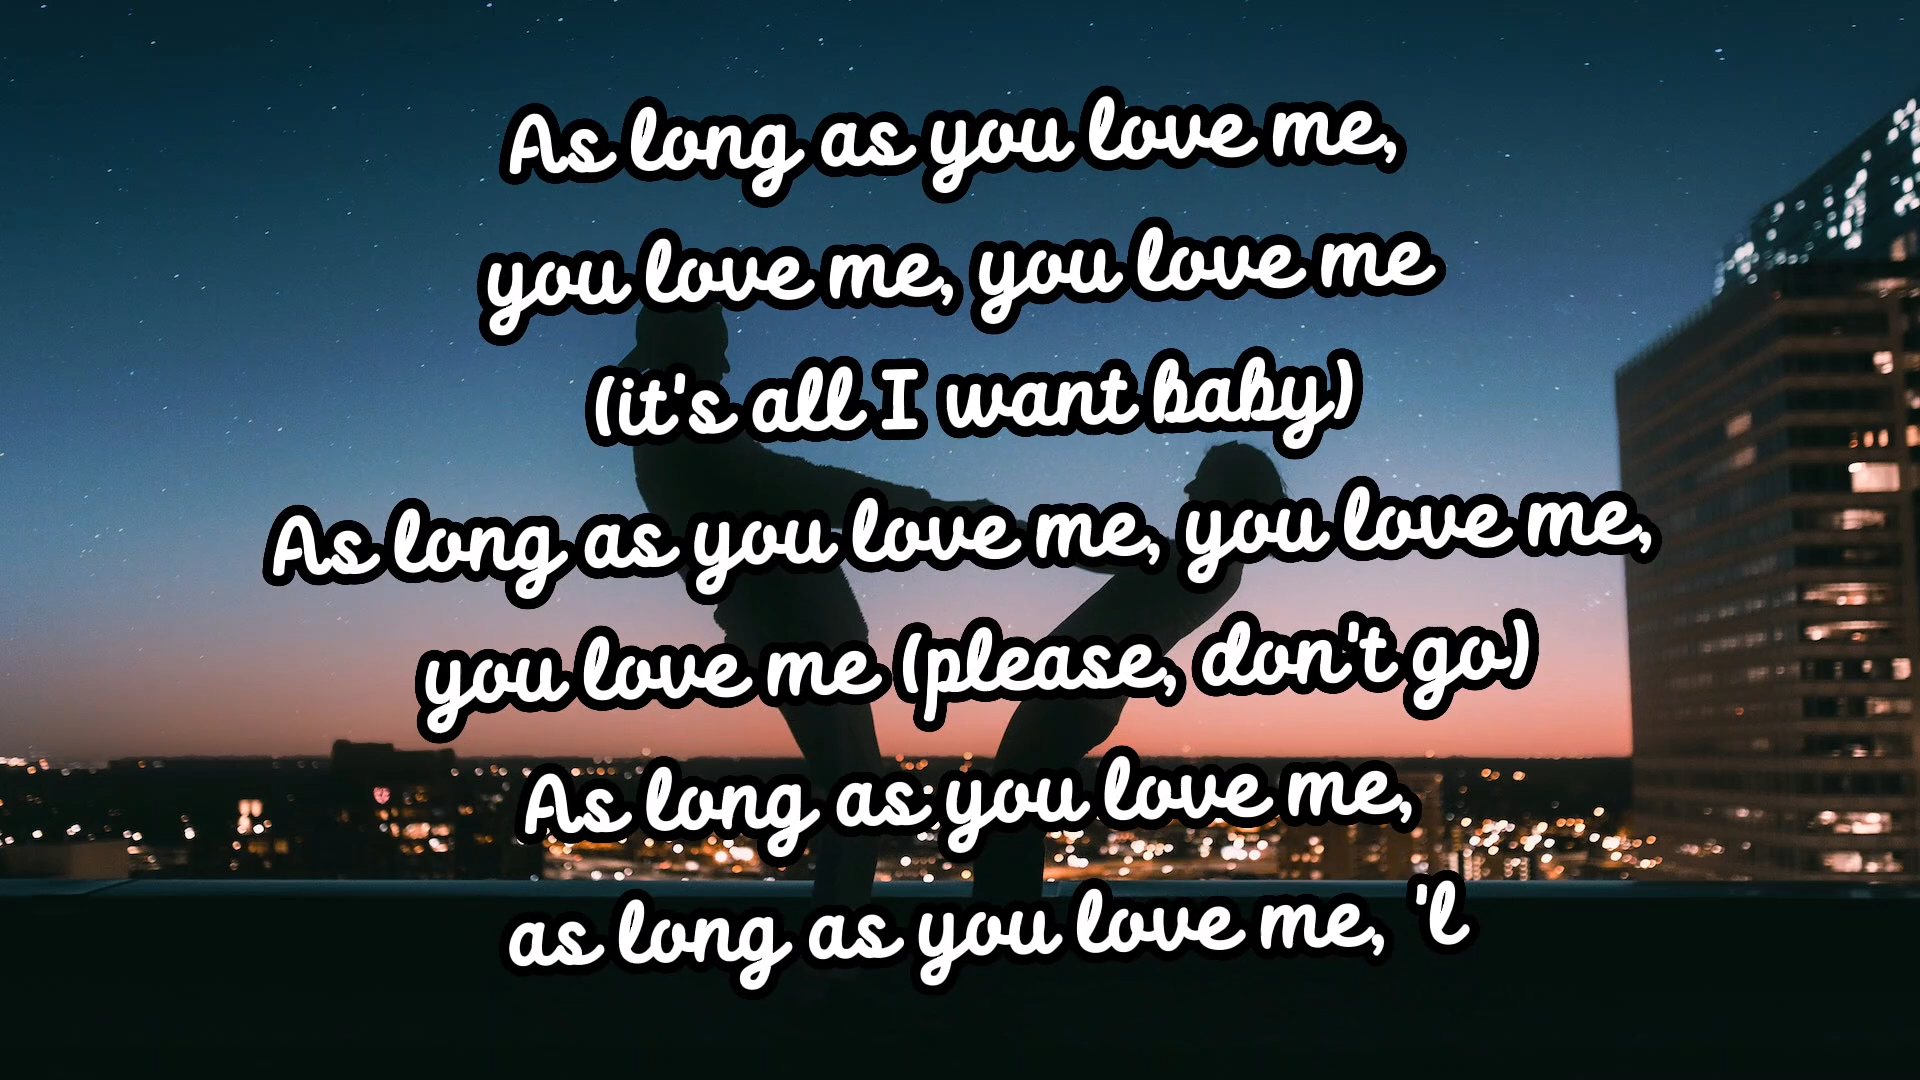 As long as you love me,
you love me, you love me
(it's all I want baby)
As long as you love me, you love me,
you love me (please, don't go)
As long as you love me,
as long as you love me, 'l